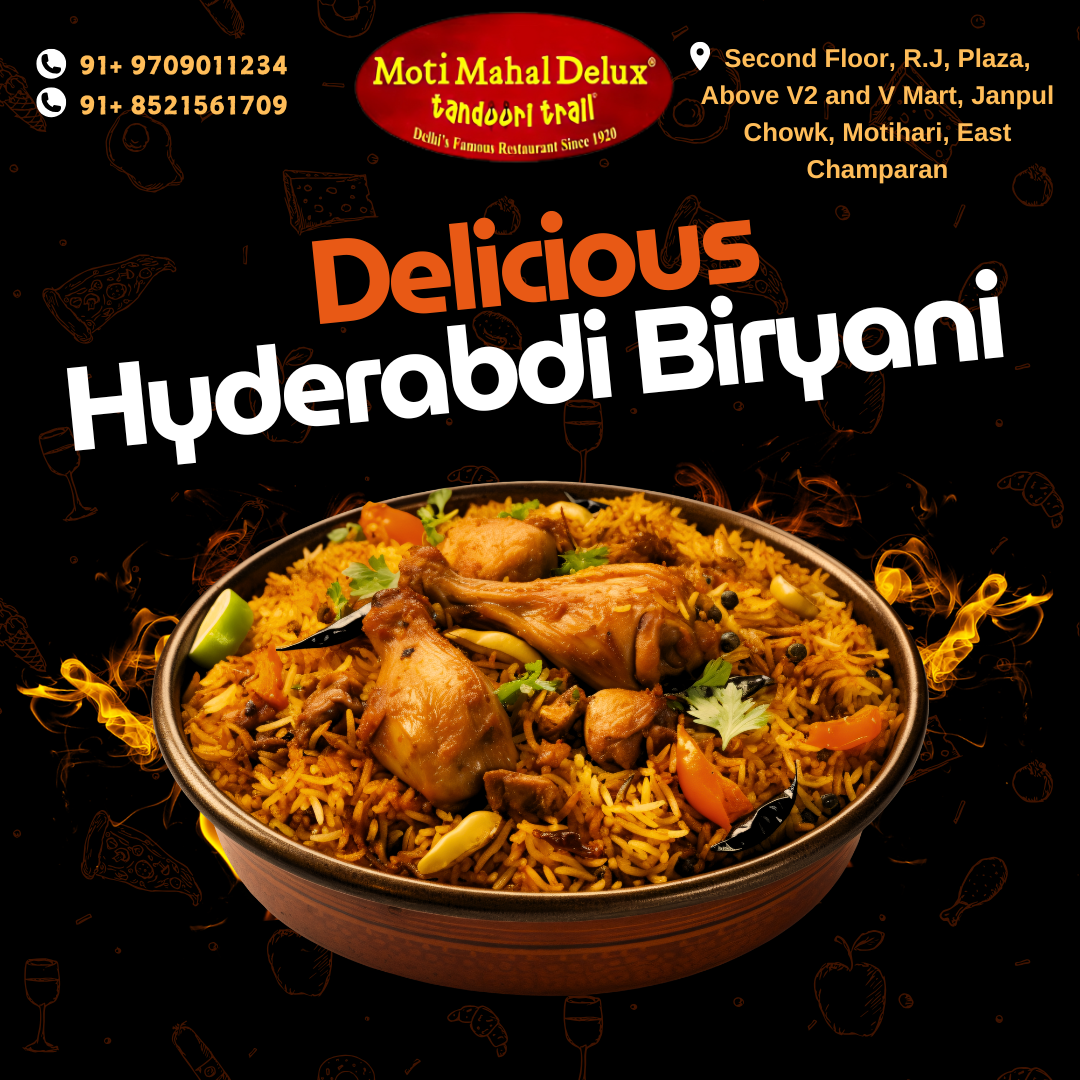 91+ 9709011234
91+ 8521561709
Moti Mahal Delux®
tandoori trail
Delhi's Famous Restaurant Since 1920
Second Floor, R.J, Plaza,
Above V2 and V Mart, Janpul
Chowk, Motihari, East
Champaran
Delicious
Hyderabdi Biryani